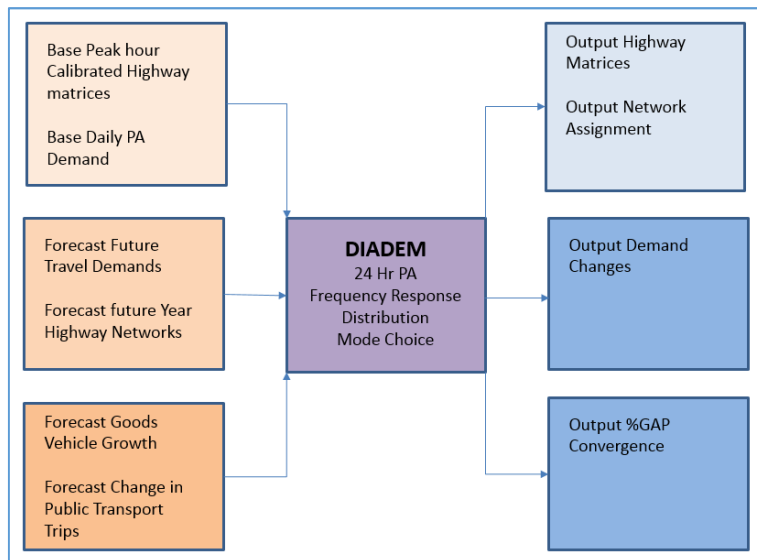 Base Peak hour
Calibrated Highway
matrices
Base Daily PA
Demand
Forecast Future
Travel Demands
Forecast future Year
Highway Networks
Forecast Goods
Vehicle Growth
Forecast Change in
Public Transport
Trips
DIADEM
24 Hr PA
Frequency Response
Distribution
Mode Choice
Output Highway
Matrices
Output Network
Assignment
Output Demand
Changes
Output %GAP
Convergence